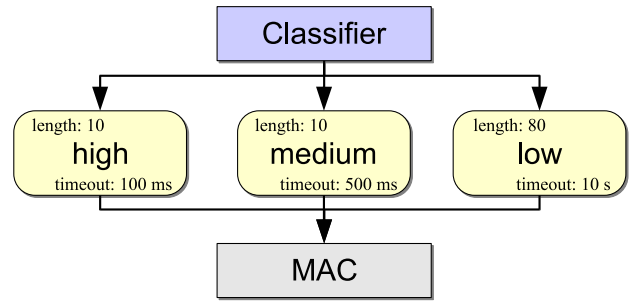 Classifier
length: 10
high
timeout: 100 ms
length: 10
medium
timeout: 500 ms
length: 80
low
timeout: 10 s
MAC